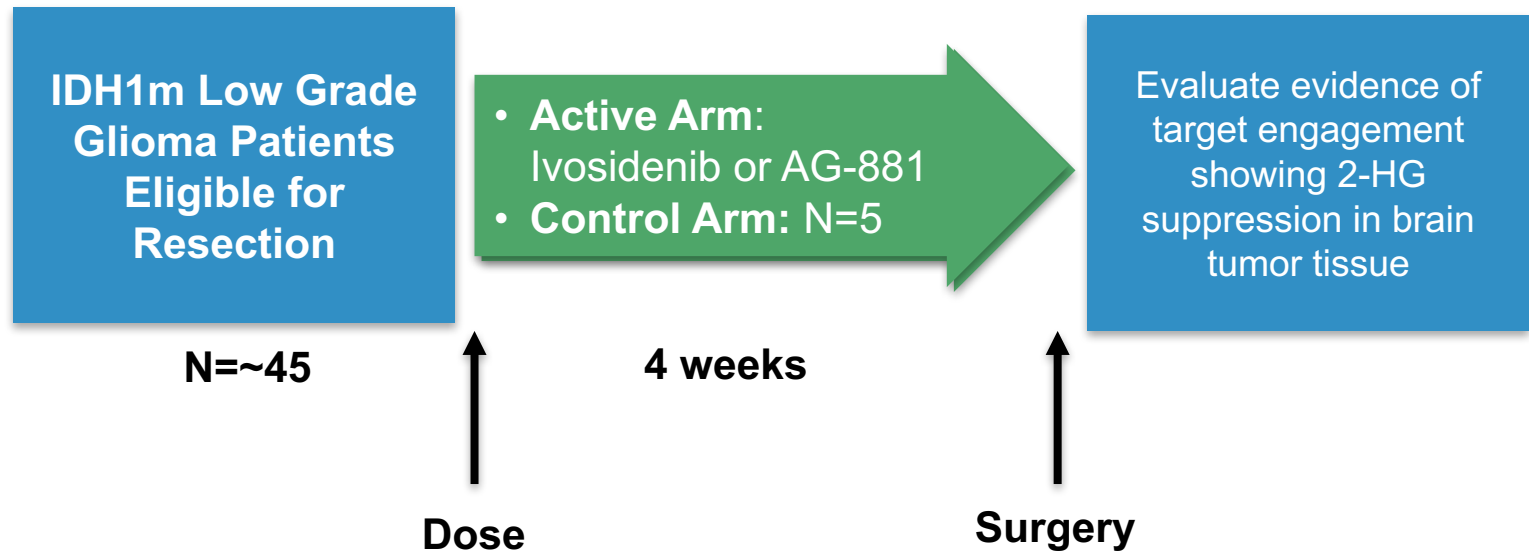 IDH1m Low Grade
Glioma Patients
Eligible for
Resection
• Active Arm:
Ivosidenib or AG-881
• Control Arm: N=5
Evaluate evidence of
target engagement
showing 2-HG
suppression in brain
tumor tissue
N=~45
4 weeks
Dose
Surgery